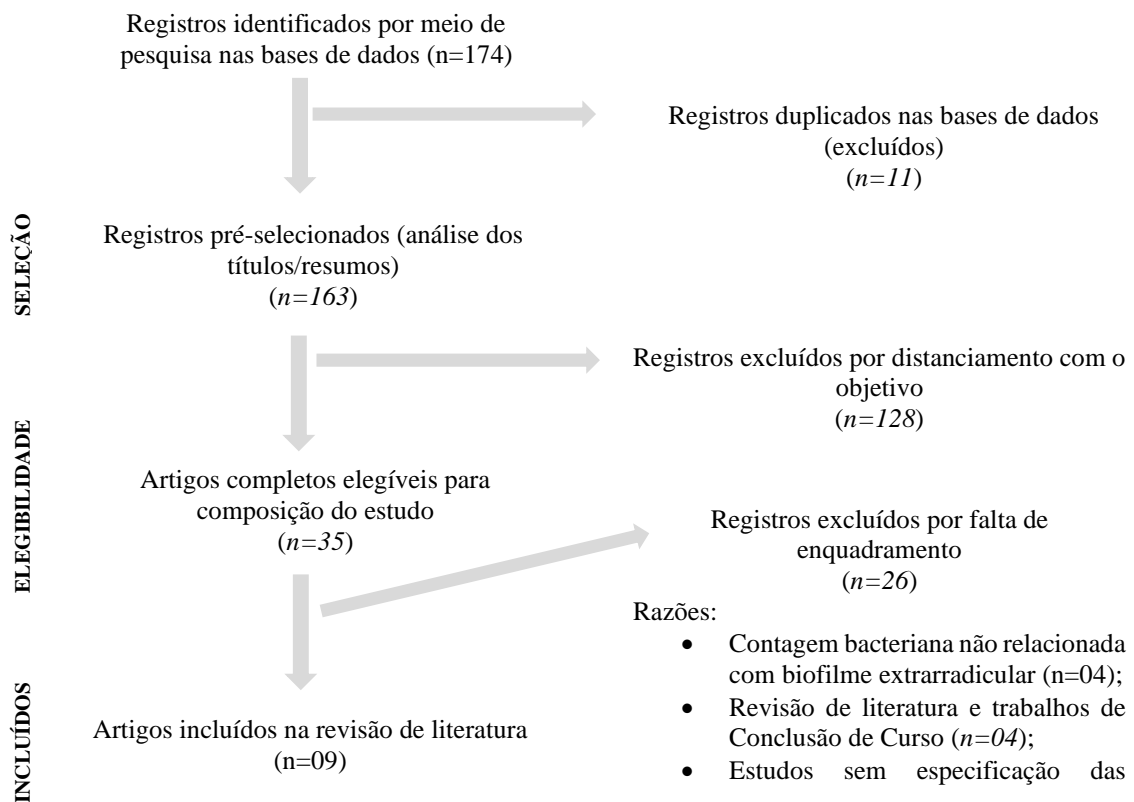 Registros identificados por meio de
pesquisa nas bases de dados (n=174)
Registros duplicados nas bases de dados
(excluídos)
(n=11)
SELEÇÃO
Registros pré-selecionados (análise dos
títulos/resumos)
(n=163)
Registros excluídos por distanciamento com o
objetivo
(n=128)
ELEGIBILIDADE
Artigos completos elegíveis para
composição do estudo
(n=35)
Registros excluídos por falta de
enquadramento
(n=26)
Razões:
• Contagem bacteriana não relacionada
com biofilme extrarradicular (n=04);
• Revisão de literatura e trabalhos de
Conclusão de Curso (n=04);
• Estudos sem especificação das
INCLUÍDOS
Artigos incluídos na revisão de literatura
(n=09)